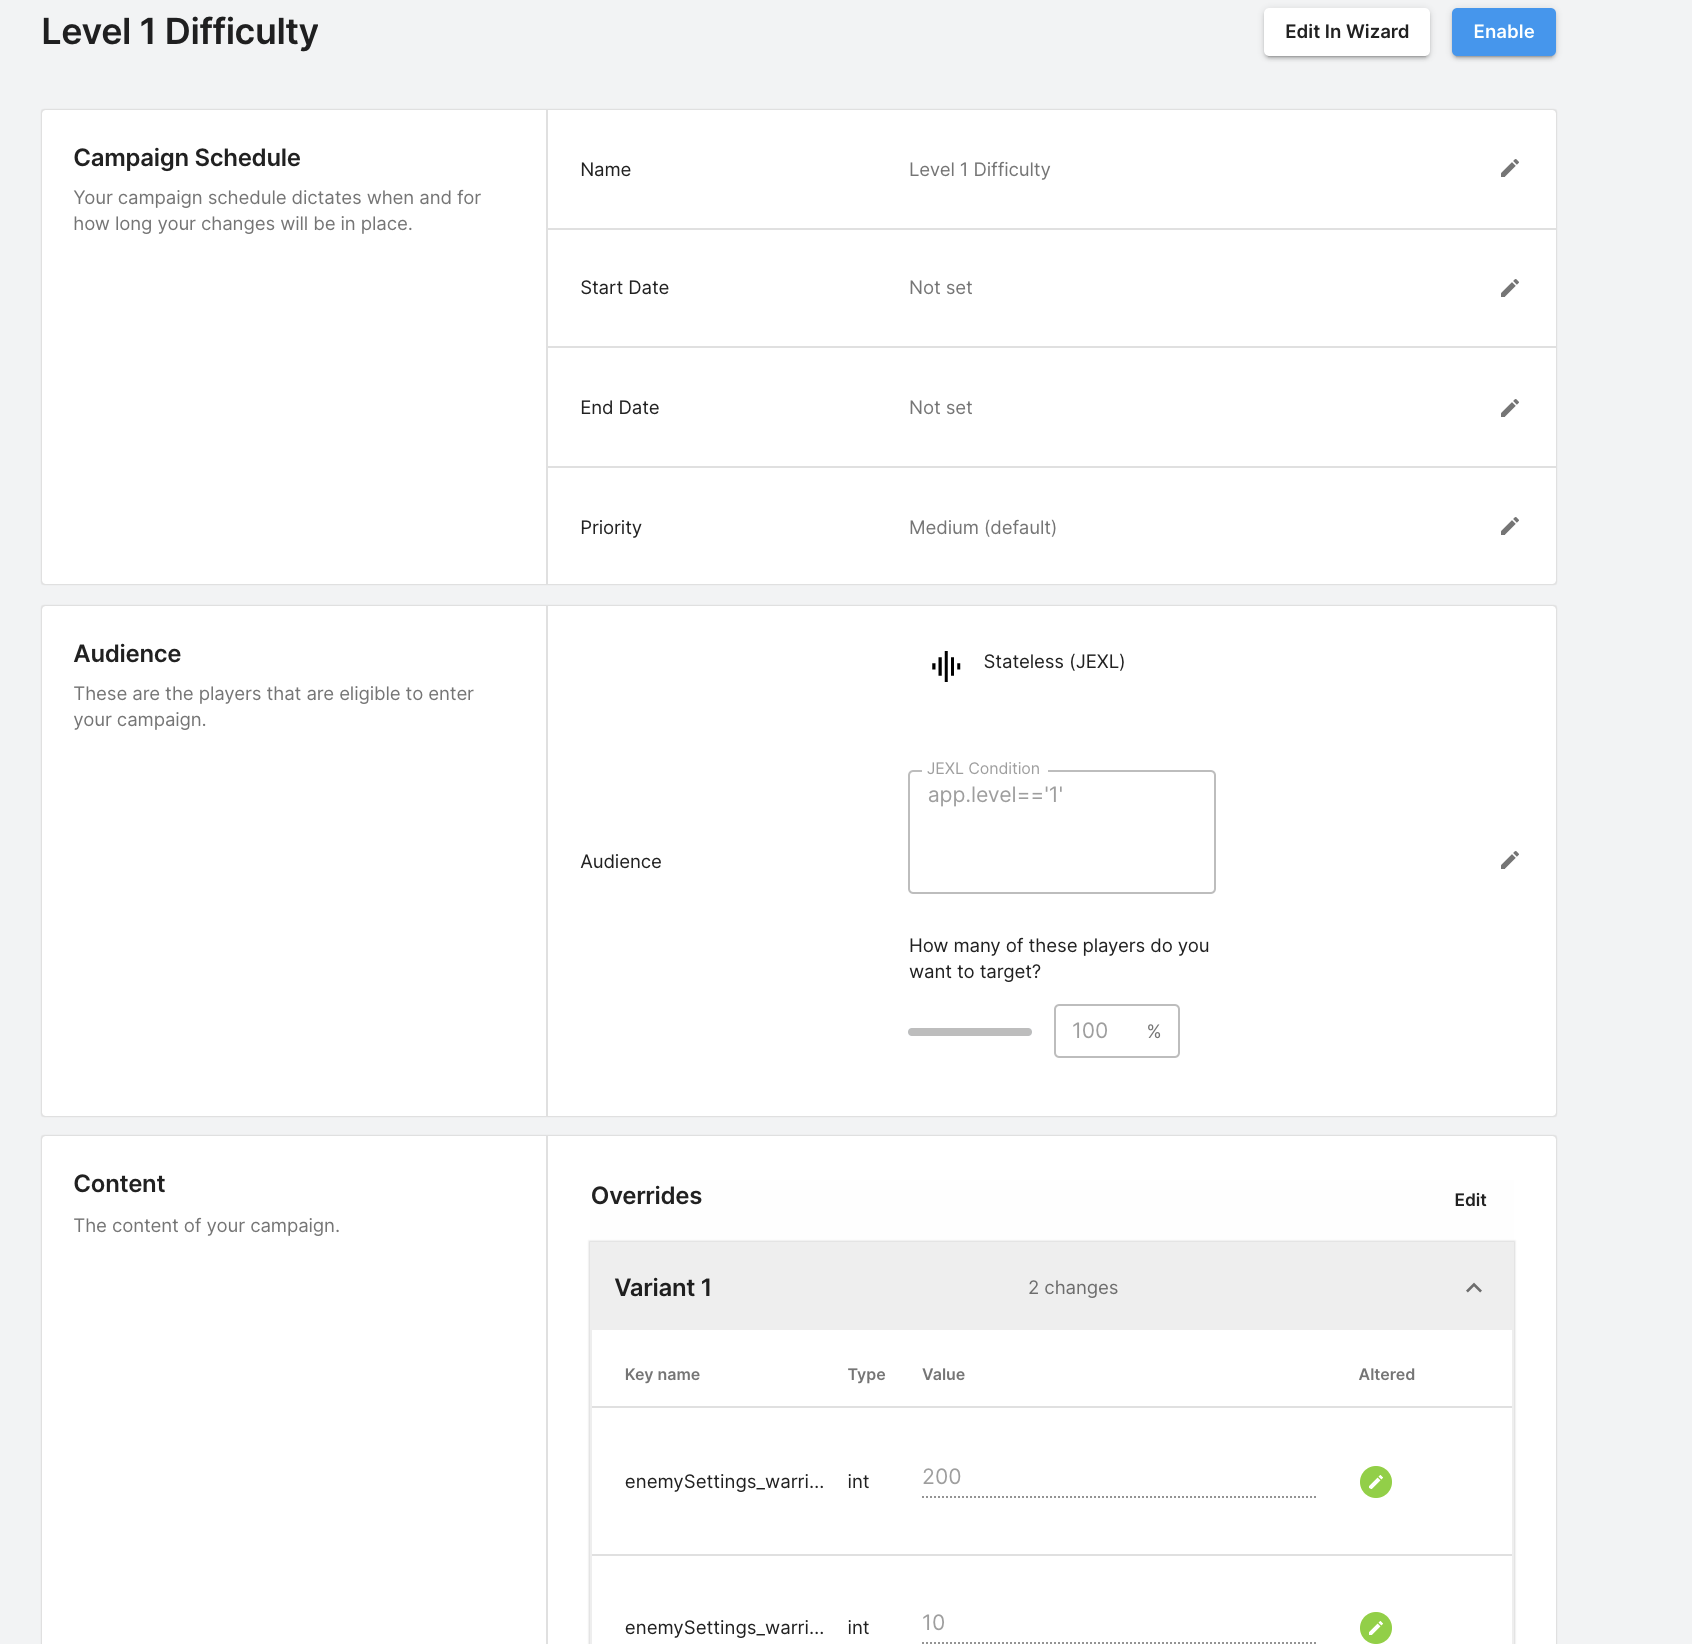 Level 1 Difficulty
Edit In Wizard
Enable
Campaign Schedule
Your campaign schedule dictates when and for
how long your changes will be in place.
Name
Level 1 Difficulty
Start Date
Not set
End Date
Not set
Priority
Medium (default)
Audience
These are the players that are eligible to enter
your campaign.
Stateless (JEXL)
JEXL Condition
app.level=='1'
Audience
How many of these players do you
want to target?
100 %
Content
The content of your campaign.
Overrides
Edit
Variant 1
2 changes
Key name Type Value Altered
enemySettings_warri... int 200
enemySettings_warri... int 10